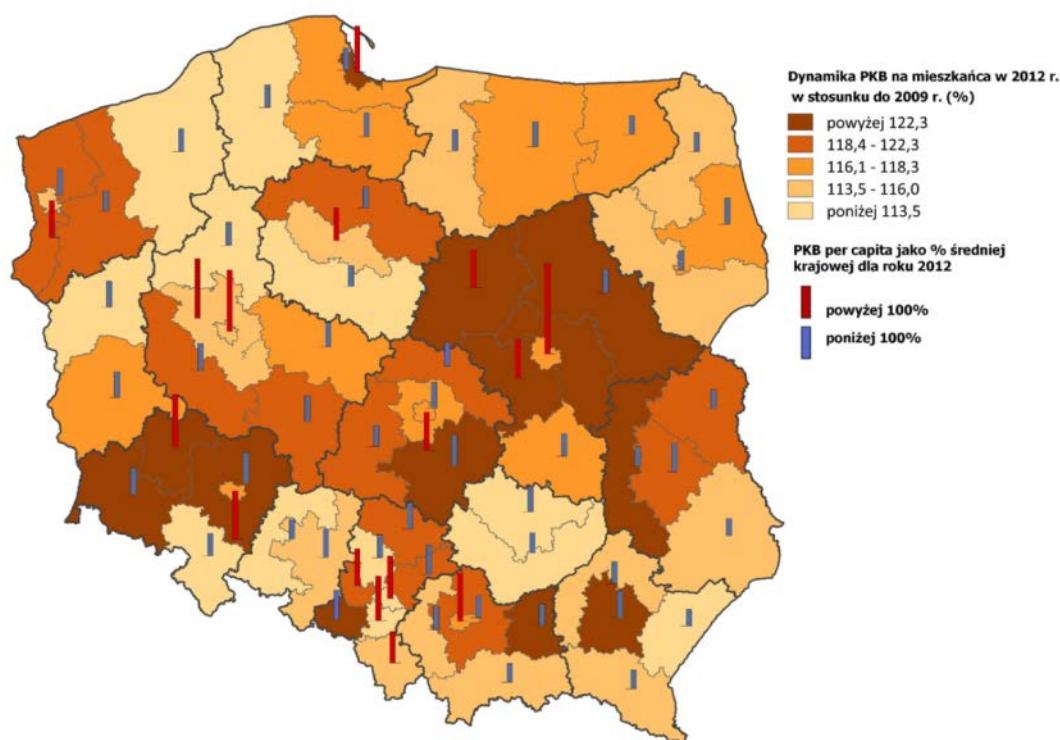 Dynamika PKB na mieszkańca w 2012 r.
w stosunku do 2009 r. (%)
powyżej 122,3
118,4 - 122,3
116,1 - 118,3
113,5 - 116,0
poniżej 113,5
PKB per capita jako % średniej
krajowej dla roku 2012
powyżej 100%
poniżej 100%